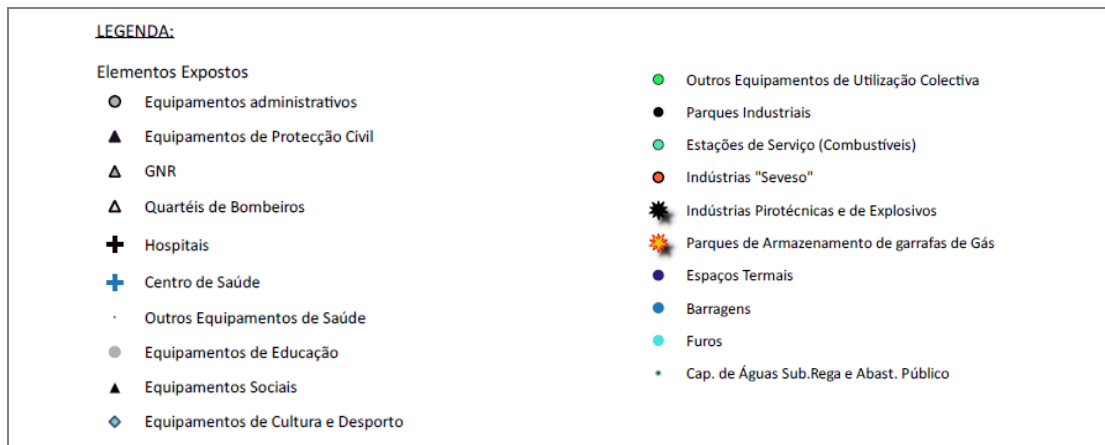 LEGENDA:
Elementos Expostos
Equipamentos administrativos
Equipamentos de Protecção Civil
GNR
Quartéis de Bombeiros
Hospitais
Centro de Saúde
Outros Equipamentos de Saúde
Equipamentos de Educação
Equipamentos Sociais
Equipamentos de Cultura e Desporto
Outros Equipamentos de Utilização Colectiva
Parques Industriais
Estações de Serviço (Combustíveis)
Indústrias "Seveso"
Indústrias Pirotécnicas e de Explosivos
Parques de Armazenamento de garrafas de Gás
Espaços Termais
Barragens
Furos
Cap. de Águas Sub.Rega e Abast. Público